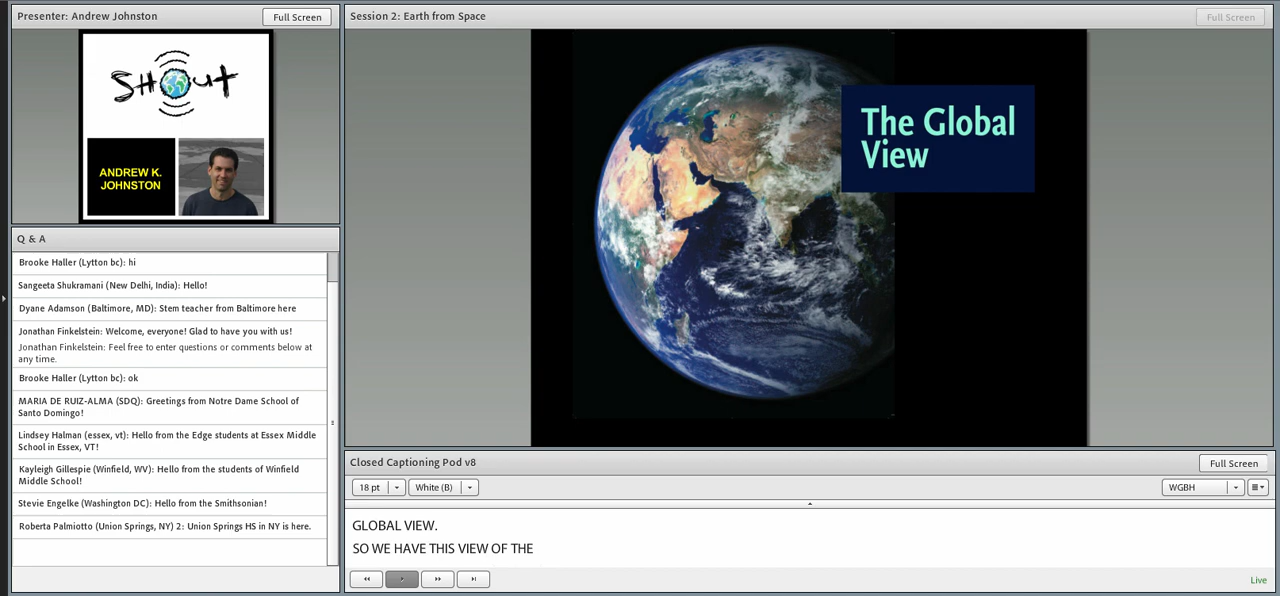 Presenter: Andrew Johnston
Full Screen
SHOUT
ANDREW K.
JOHNSTON
Q & A
Brooke Haller (Lytton bc): hi
Sangeeta Shukramani (New Delhi, India): Hello!
Dyane Adamson (Baltimore, MD): Stem teacher from Baltimore here
Jonathan Finkelstein: Welcome, everyone! Glad to have you with us!
Jonathan Finkelstein: Feel free to enter questions or comments below at
any time.
Brooke Haller (Lytton bc): ok
MARIA DE RUIZ-ALMA (SDQ): Greetings from Notre Dame School of
Santo Domingo!
Lindsey Halman (essex, vt): Hello from the Edge students at Essex Middle
School in Essex, VT!
Kayleigh Gillespie (Winfield, WV): Hello from the students of Winfield
Middle School!
Stevie Engelke (Washington DC): Hello from the Smithsonian!
Roberta Palmiotto (Union Springs, NY) 2: Union Springs HS in NY is here.
Session 2: Earth from Space
Full Screen
The Global
View
Closed Captioning Pod v8
Full Screen
18 pt
White (B)
WGBH
GLOBAL VIEW.
SO WE HAVE THIS VIEW OF THE
Live